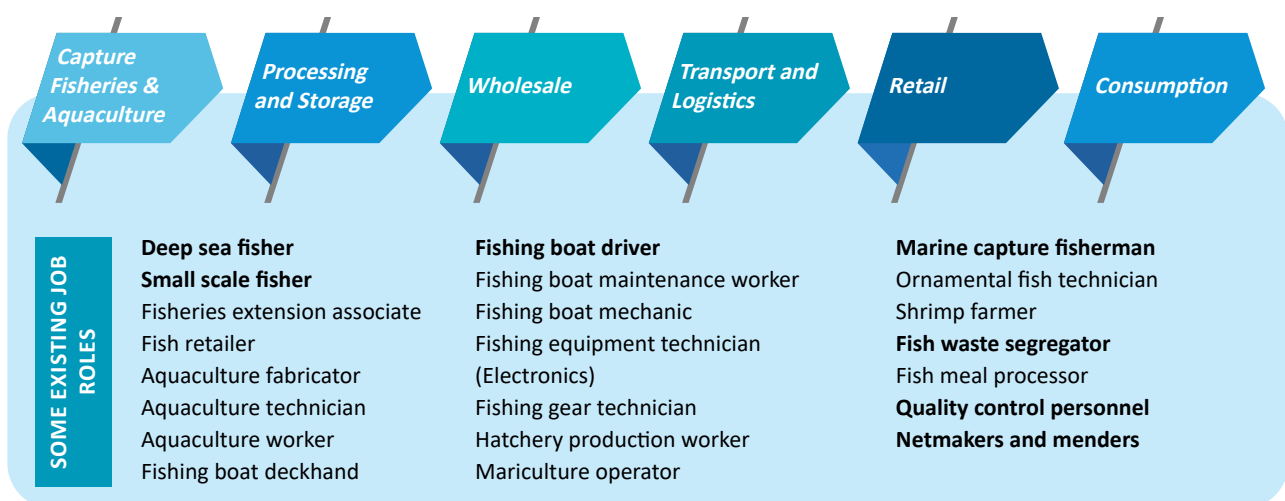 Capture
Fisheries &
Aquaculture
Processing
and Storage
Wholesale
Transport and
Logistics
Retail
Consumption
SOME EXISTING JOB
ROLES
Deep sea fisher
Small scale fisher
Fisheries extension associate
Fish retailer
Aquaculture fabricator
Aquaculture technician
Aquaculture worker
Fishing boat deckhand
Fishing boat driver
Fishing boat maintenance worker
Fishing boat mechanic
Fishing equipment technician
(Electronics)
Fishing gear technician
Hatchery production worker
Mariculture operator
Marine capture fisherman
Ornamental fish technician
Shrimp farmer
Fish waste segregator
Fish meal processor
Quality control personnel
Netmakers and menders